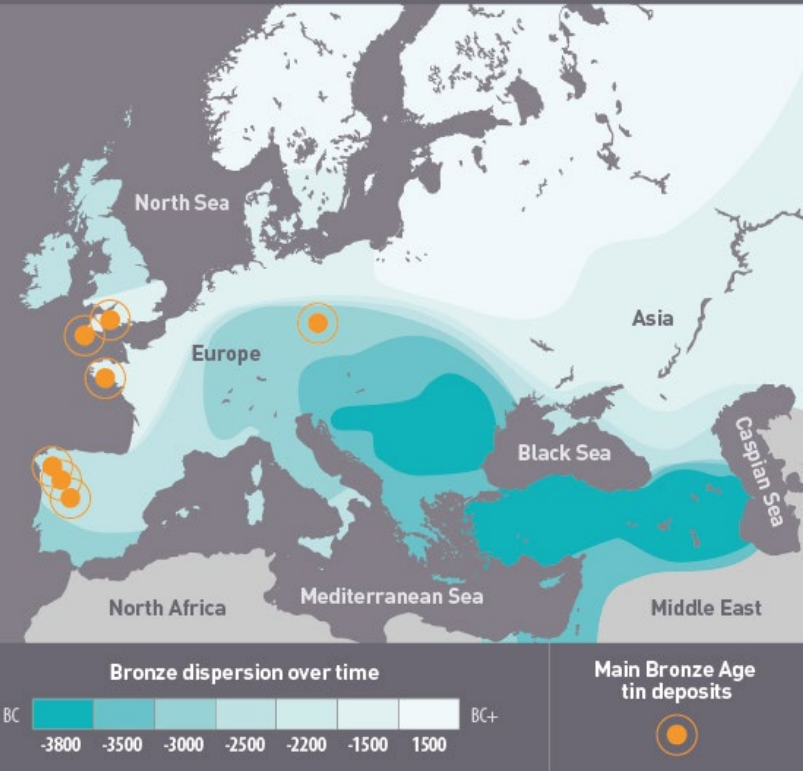 North Sea
Asia
Europe
Black Sea
Caspian Sea
Mediterranean Sea
North Africa
Middle East
Bronze dispersion over time
BC
BC+
-3800 -3500 -3000 -2500 -2200 -1500 1500
Main Bronze Age
tin deposits